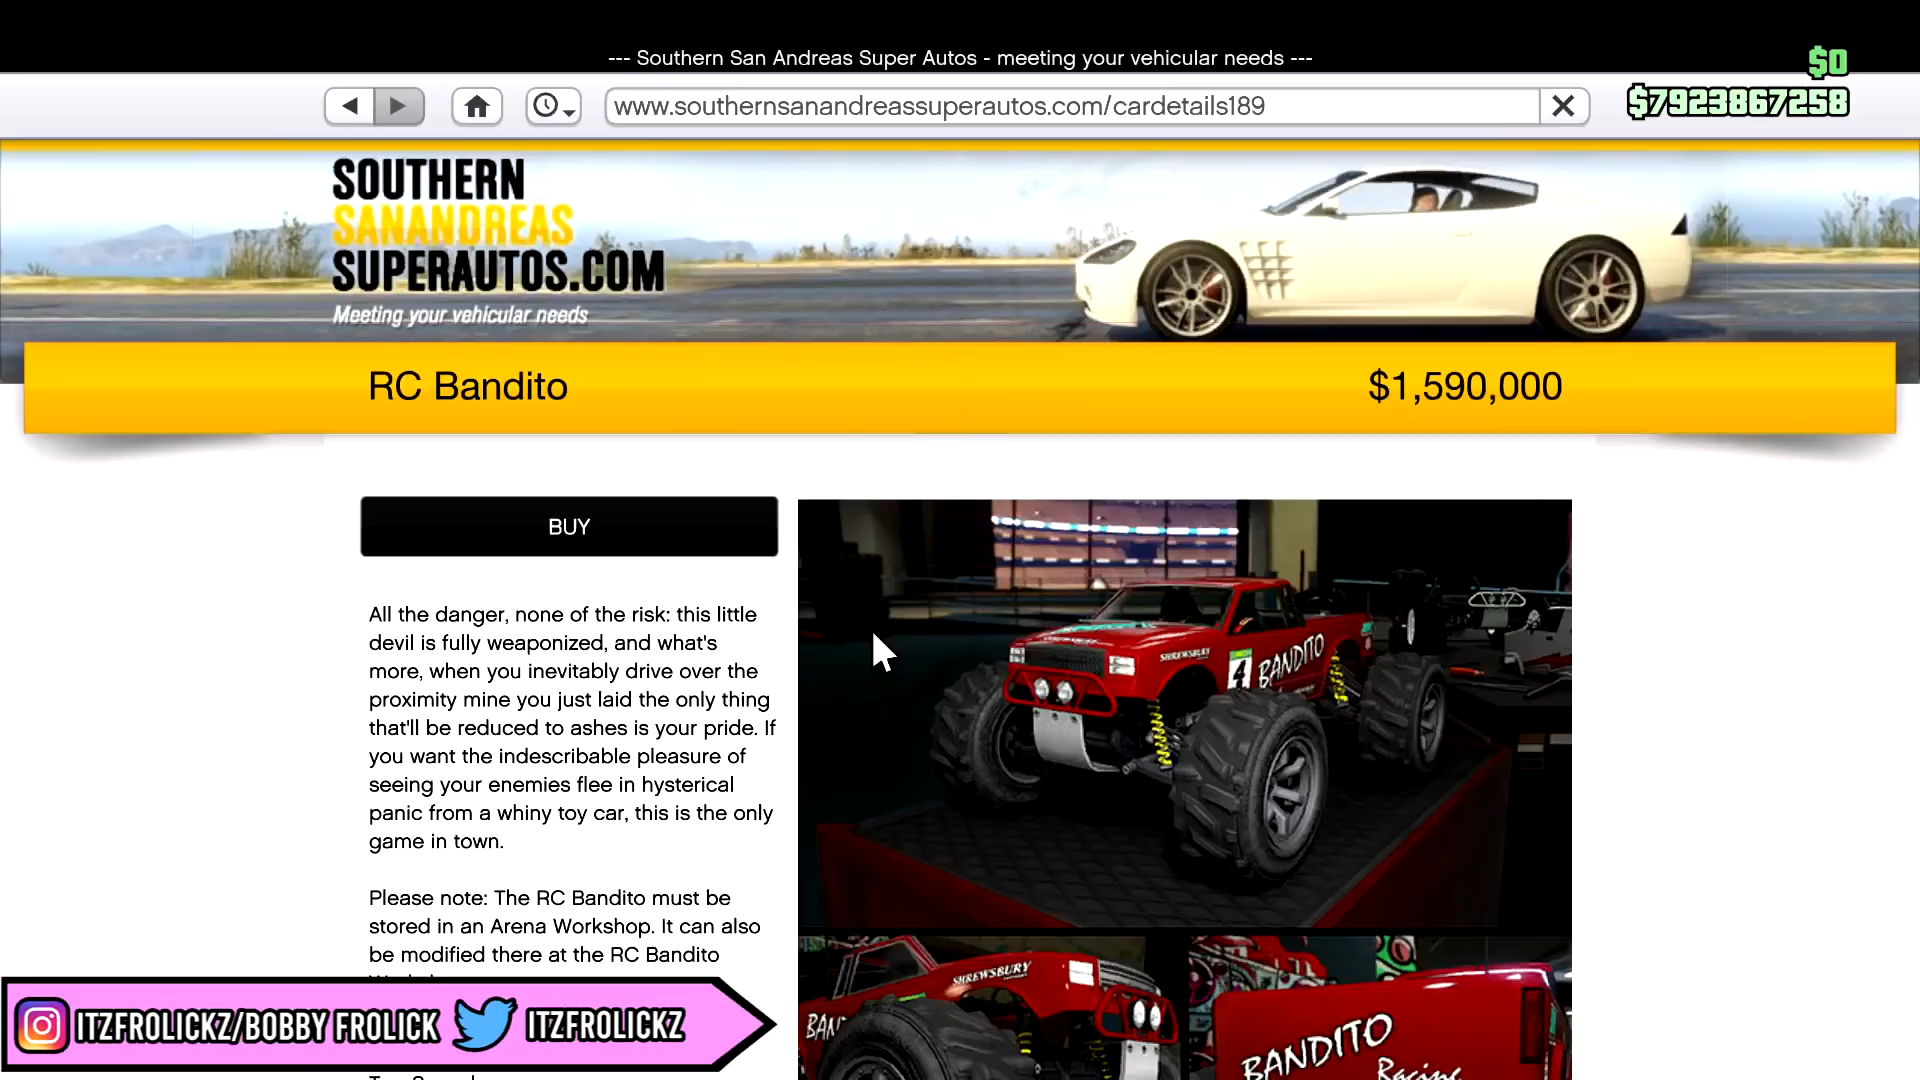 --- Southern San Andreas Super Autos - meeting your vehicular needs ---
$0
www.southernsanandreassuperautos.com/cardetails189
$7923867258
SOUTHERN
SANANDREAS
SUPERAUTOS.COM
Meeting your vehicular needs
RC Bandito
$1,590,000
BUY
All the danger, none of the risk: this little
devil is fully weaponized, and what's
more, when you inevitably drive over the
proximity mine you just laid the only thing
that'll be reduced to ashes is your pride. If
you want the indescribable pleasure of
seeing your enemies flee in hysterical
panic from a whiny toy car, this is the only
game in town.
Please note: The RC Bandito must be
stored in an Arena Workshop. It can also
be modified there at the RC Bandito
SHREWSBURY
4
BANDITO
SHREWSBURY
BAN
BANDITO
Racing
ITZFROLICKZ/BOBBY FROLICK
ITZFROLICKZ